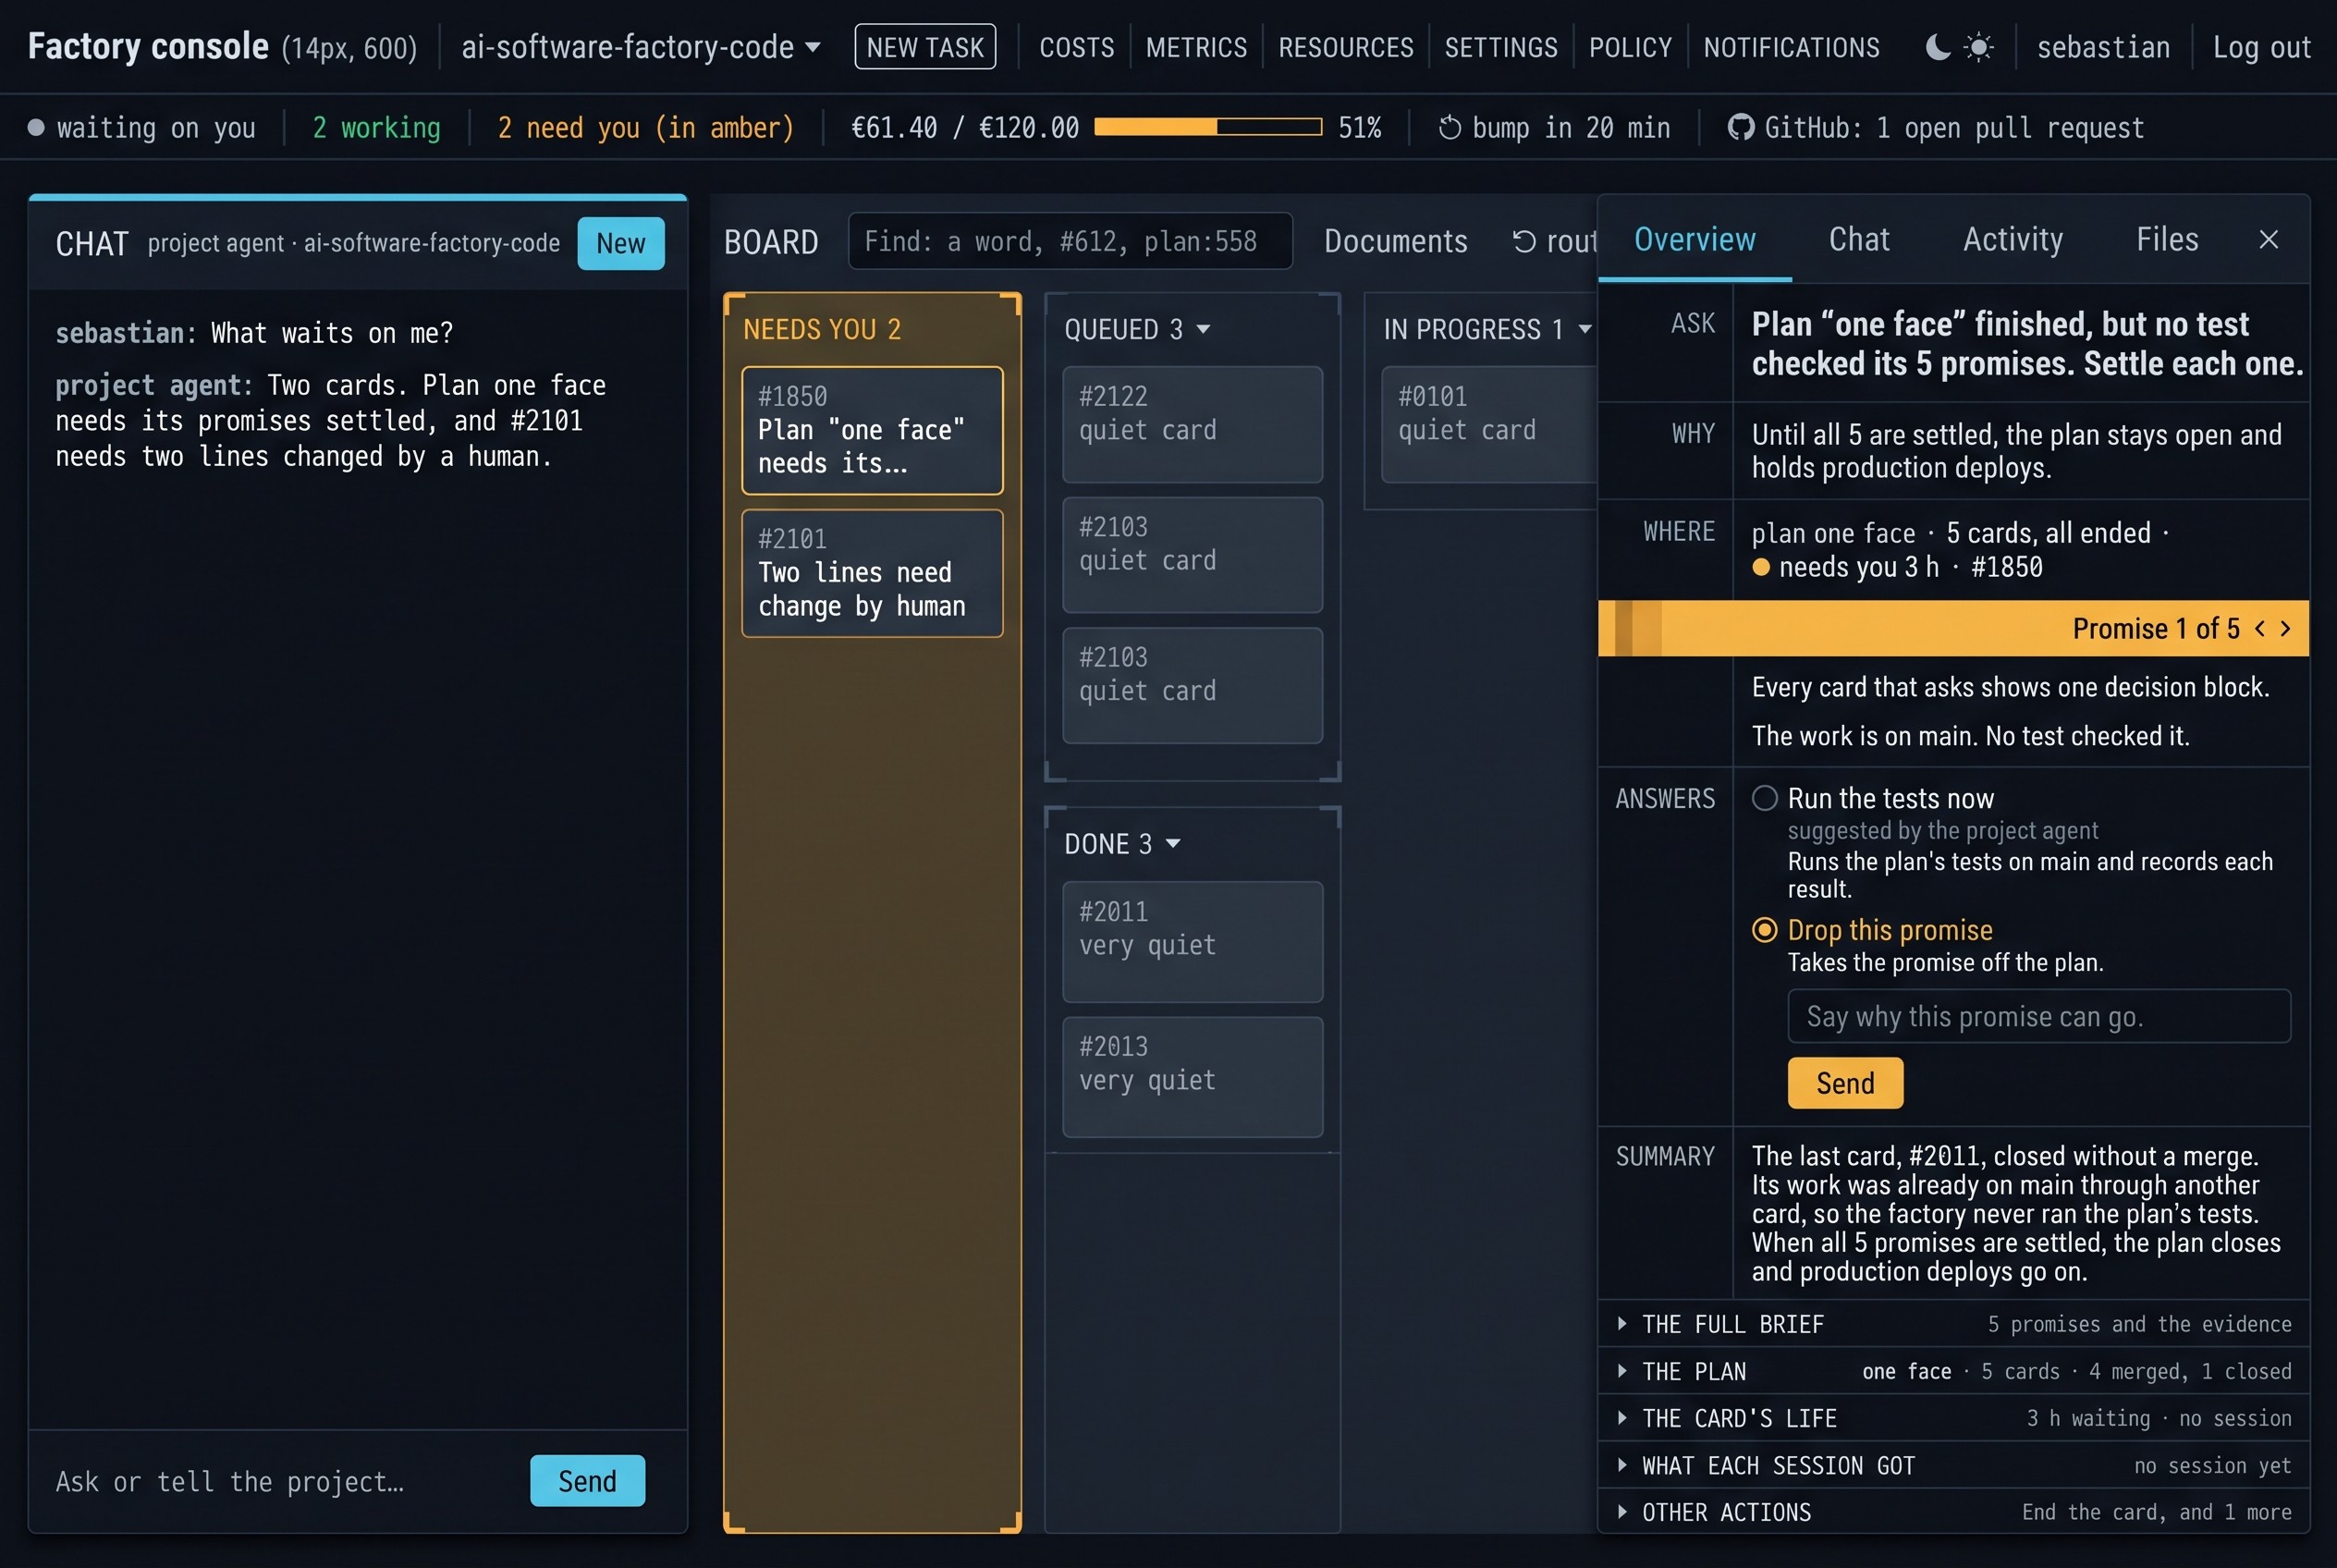 Factory console (14px, 600)
ai-software-factory-code
NEW TASK
COSTS
METRICS
RESOURCES
SETTINGS
POLICY
NOTIFICATIONS
sebastian
Log out
waiting on you
2 working
2 need you (in amber)
€61.40 / €120.00
51%
bump in 20 min
GitHub: 1 open pull request
CHAT
project agent · ai-software-factory-code
New
sebastian: What waits on me?
project agent: Two cards. Plan one face
needs its promises settled, and #2101
needs two lines changed by a human.
Ask or tell the project…
Send
BOARD
Find: a word, #612, plan:558
Documents
rout
NEEDS YOU 2
#1850
Plan "one face"
needs its…
#2101
Two lines need
change by human
QUEUED 3
#2122
quiet card
#2103
quiet card
#2103
quiet card
DONE 3
#2011
very quiet
#2013
very quiet
IN PROGRESS 1
#0101
quiet card
Overview
Chat
Activity
Files
ASK
Plan “one face” finished, but no test
checked its 5 promises. Settle each one.
WHY
Until all 5 are settled, the plan stays open and
holds production deploys.
WHERE
plan one face · 5 cards, all ended ·
needs you 3 h · #1850
Promise 1 of 5 < >
Every card that asks shows one decision block.
The work is on main. No test checked it.
ANSWERS
Run the tests now
suggested by the project agent
Runs the plan's tests on main and records each
result.
Drop this promise
Takes the promise off the plan.
Say why this promise can go.
Send
SUMMARY
The last card, #2011, closed without a merge.
Its work was already on main through another
card, so the factory never ran the plan’s tests.
When all 5 promises are settled, the plan closes
and production deploys go on.
THE FULL BRIEF
5 promises and the evidence
THE PLAN
one face · 5 cards · 4 merged, 1 closed
THE CARD'S LIFE
3 h waiting · no session
WHAT EACH SESSION GOT
no session yet
OTHER ACTIONS
End the card, and 1 more